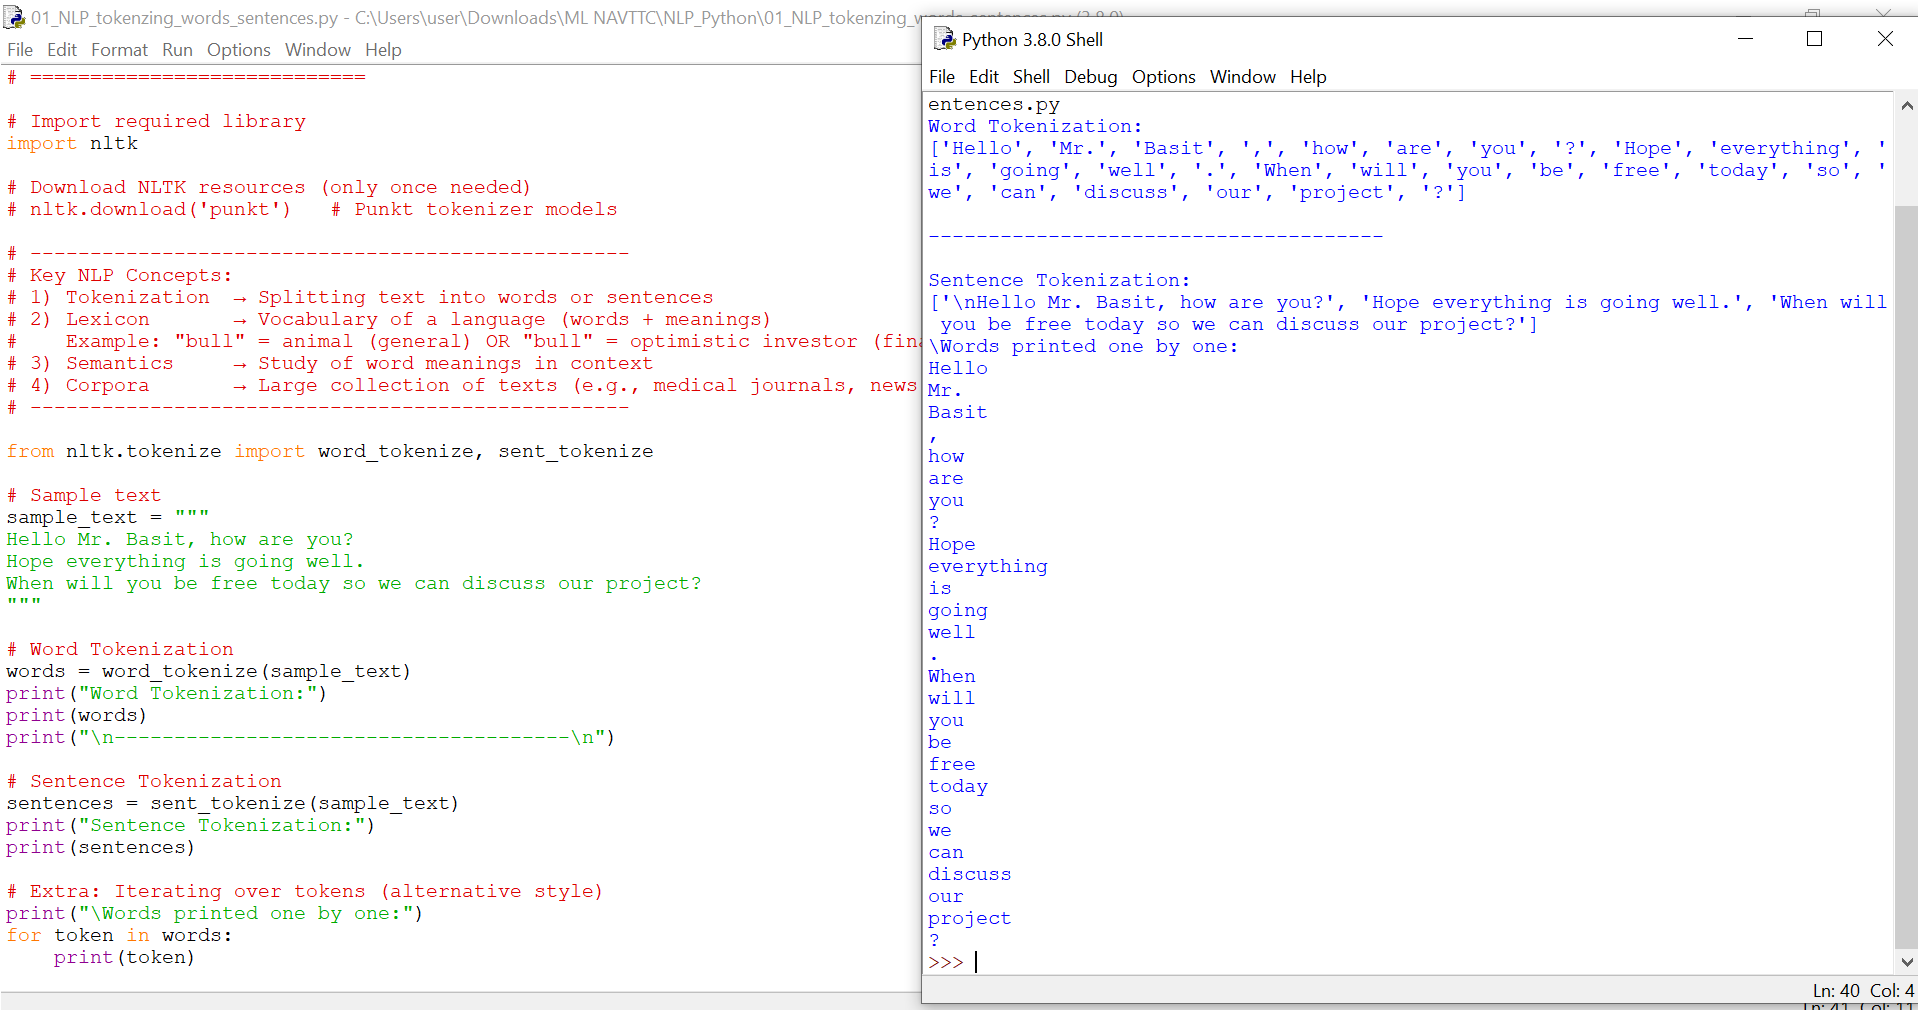 01_NLP_tokenzing_words_sentences.py - C:\Users\user\Downloads\ML NAVTTC\NLP_Python\01_NLP_tokenzing_words_sentences.py (3.8.0)
File Edit Format Run Options Window Help
# ============================
# Import required library
import nltk
# Download NLTK resources (only once needed)
# nltk.download('punkt')   # Punkt tokenizer models
# --------------------------------------------------
# Key NLP Concepts:
# 1) Tokenization  → Splitting text into words or sentences
# 2) Lexicon       → Vocabulary of a language (words + meanings)
#    Example: "bull" = animal (general) OR "bull" = optimistic investor
# 3) Semantics     → Study of word meanings in context
# 4) Corpora       → Large collection of texts (e.g., medical journals, news
# --------------------------------------------------
from nltk.tokenize import word_tokenize, sent_tokenize
# Sample text
sample_text = """
Hello Mr. Basit, how are you?
Hope everything is going well.
When will you be free today so we can discuss our project?
"""
# Word Tokenization
words = word_tokenize(sample_text)
print("Word Tokenization:")
print(words)
print("\n--------------------------------------\n")
# Sentence Tokenization
sentences = sent_tokenize(sample_text)
print("Sentence Tokenization:")
print(sentences)
# Extra: Iterating over tokens (alternative style)
print("\Words printed one by one:")
for token in words:
    print(token)
Python 3.8.0 Shell
File Edit Shell Debug Options Window Help
entences.py
Word Tokenization:
['Hello', 'Mr.', 'Basit', ',', 'how', 'are', 'you', '?', 'Hope', 'everything', '
is', 'going', 'well', '.', 'When', 'will', 'you', 'be', 'free', 'today', 'so', '
we', 'can', 'discuss', 'our', 'project', '?']
--------------------------------------
Sentence Tokenization:
['\nHello Mr. Basit, how are you?', 'Hope everything is going well.', 'When will
 you be free today so we can discuss our project?']
\Words printed one by one:
Hello
Mr.
Basit
,
how
are
you
?
Hope
everything
is
going
well
.
When
will
you
be
free
today
so
we
can
discuss
our
project
?
>>>
Ln: 40 Col: 4